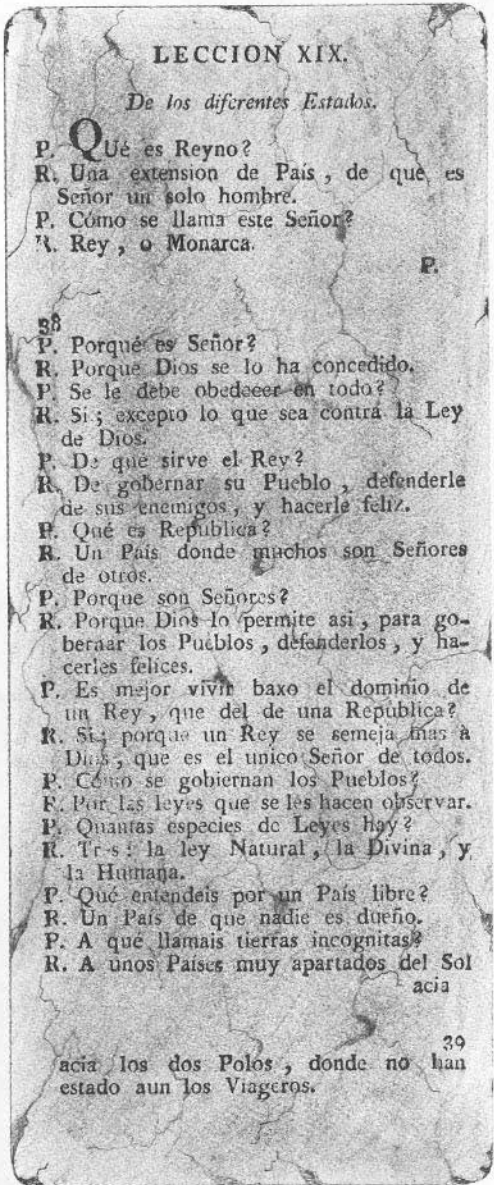 LECCION XIX.
De los diferentes Estados.
P. QUé es Reyno?
R. Una extension de País, de que es
Señor un solo hombre.
P. Cómo se llama este Señor?
R. Rey, o Monarca.
P.
38
P. Porqué es Señor?
R. Porque Dios se lo ha concedido.
P. Se le debe obedecer en todo?
R. Si; excepto lo que sea contra la Ley
de Dios.
P. De qué sirve el Rey?
R. De gobernar su Pueblo, defenderle
de sus enemigos, y hacerle feliz.
P. Qué es Republica?
R. Un País donde muchos son Señores
de otros.
P. Porque son Señores?
R. Porque Dios lo permite asi, para go-
bernar los Pueblos, defenderlos, y ha-
cerles felices.
P. Es mejor vivir baxo el dominio de
un Rey, que del de una Republica?
R. Si; porque un Rey se semeja mas à
Dios, que es el unico Señor de todos.
P. Cómo se gobiernan los Pueblos?
R. Por las leyes que se les hacen observar.
P. Quantas especies de Leyes hay?
R. Tres: la ley Natural, la Divina, y
la Humana.
P. Qué entendeis por un País libre?
R. Un País de que nadie es dueño.
P. A qué llamais tierras incognitas?
R. A unos Países muy apartados del Sol
acia
39
acia los dos Polos, donde no han
estado aun los Viageros.